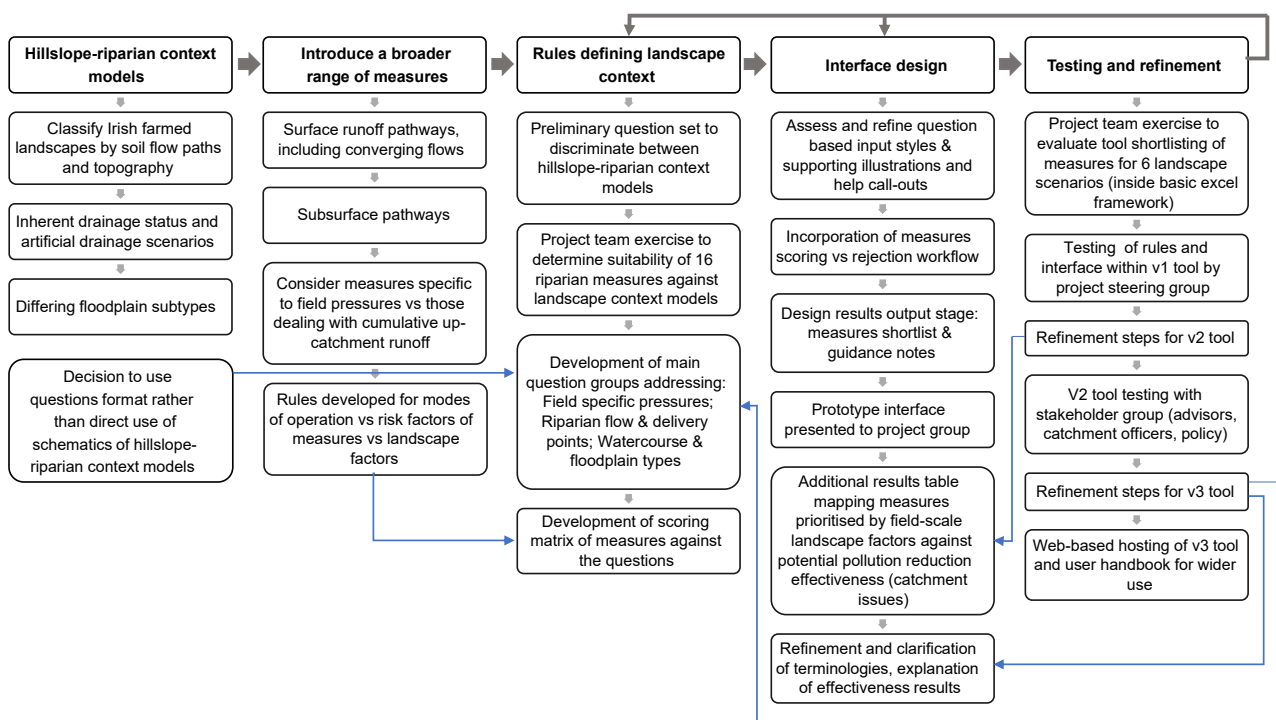 Hillslope-riparian context
models
Classify Irish farmed
landscapes by soil flow paths
and topography
Inherent drainage status and
artificial drainage scenarios
Differing floodplain subtypes
Decision to use
questions format rather
than direct use of
schematics of hillslope-
riparian context models
Introduce a broader
range of measures
Surface runoff pathways,
including converging flows
Subsurface pathways
Consider measures specific
to field pressures vs those
dealing with cumulative up-
catchment runoff
Rules developed for modes
of operation vs risk factors of
measures vs landscape
factors
Rules defining landscape
context
Preliminary question set to
discriminate between
hillslope-riparian context
models
Project team exercise to
determine suitability of 16
riparian measures against
landscape context models
Development of main
question groups addressing:
Field specific pressures;
Riparian flow & delivery
points; Watercourse &
floodplain types
Development of scoring
matrix of measures against
the questions
Interface design
Assess and refine question
based input styles &
supporting illustrations and
help call-outs
Incorporation of measures
scoring vs rejection workflow
Design results output stage:
measures shortlist &
guidance notes
Prototype interface
presented to project group
Additional results table
mapping measures
prioritised by field-scale
landscape factors against
potential pollution reduction
effectiveness (catchment
issues)
Refinement and clarification
of terminologies, explanation
of effectiveness results
Testing and refinement
Project team exercise to
evaluate tool shortlisting of
measures for 6 landscape
scenarios (inside basic excel
framework)
Testing of rules and
interface within v1 tool by
project steering group
Refinement steps for v2 tool
V2 tool testing with
stakeholder group (advisors,
catchment officers, policy)
Refinement steps for v3 tool
Web-based hosting of v3 tool
and user handbook for wider
use